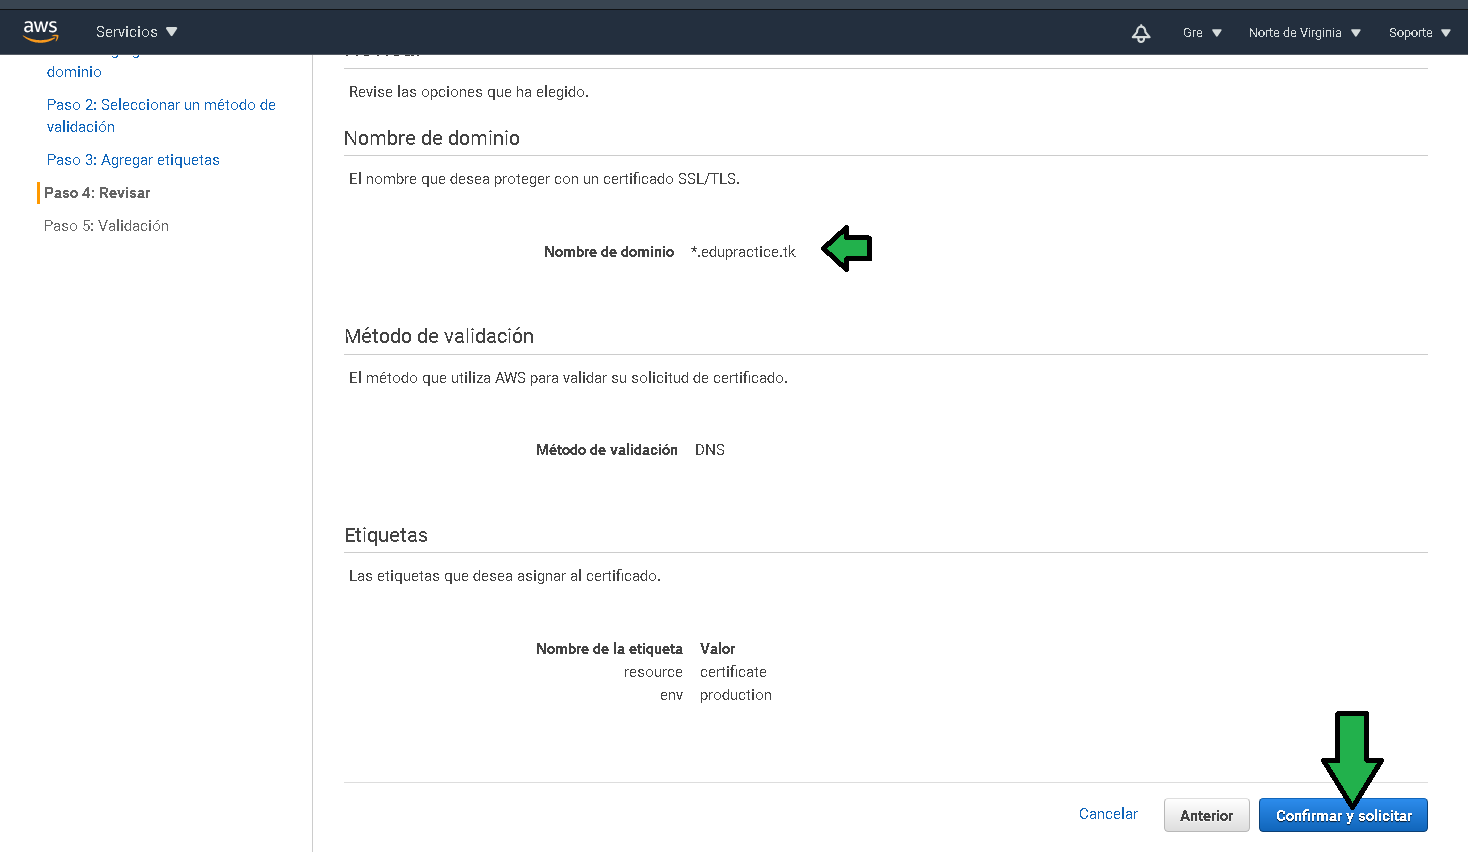 aws Servicios Gre Norte de Virginia Soporte
dominio
Paso 2: Seleccionar un método de
validación
Paso 3: Agregar etiquetas
Paso 4: Revisar
Paso 5: Validación
Revise las opciones que ha elegido.
Nombre de dominio
El nombre que desea proteger con un certificado SSL/TLS.
Nombre de dominio *.edupractice.tk
Método de validación
El método que utiliza AWS para validar su solicitud de certificado.
Método de validación DNS
Etiquetas
Las etiquetas que desea asignar al certificado.
Nombre de la etiqueta Valor
resource certificate
env production
Cancelar Anterior Confirmar y solicitar